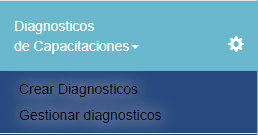 Diagnosticos
de Capacitaciones
Crear Diagnosticos
Gestionar diagnosticos